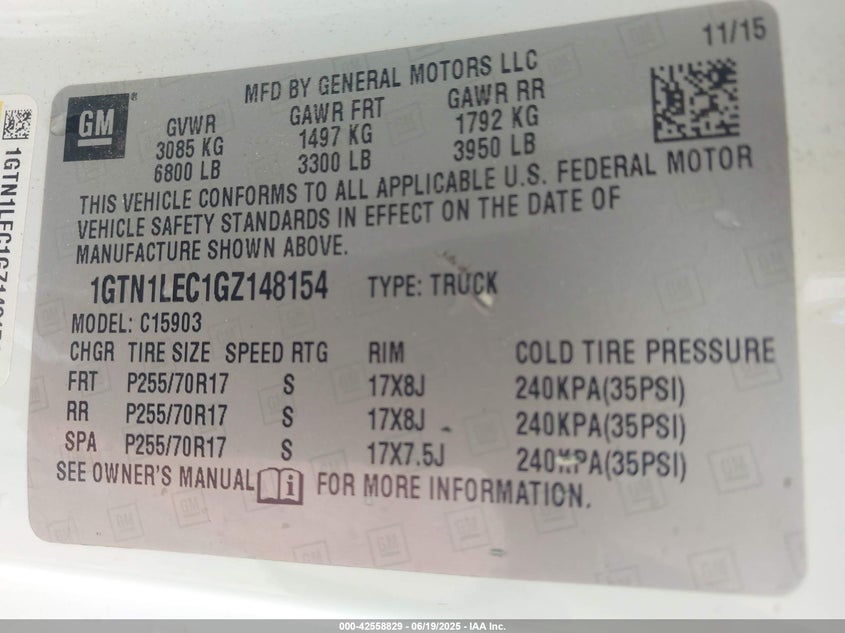 11/15
MFD BY GENERAL MOTORS LLC
GM
GVWR GAWR FRT GAWR RR
3085 KG 1497 KG 1792 KG
6800 LB 3300 LB 3950 LB
THIS VEHICLE CONFORMS TO ALL APPLICABLE U.S. FEDERAL MOTOR
VEHICLE SAFETY STANDARDS IN EFFECT ON THE DATE OF
MANUFACTURE SHOWN ABOVE.
1GTN1LEC1GZ148154 TYPE: TRUCK
MODEL: C15903
CHGR TIRE SIZE SPEED RTG RIM COLD TIRE PRESSURE
FRT P255/70R17 S 17X8J 240KPA(35PSI)
RR P255/70R17 S 17X8J 240KPA(35PSI)
SPA P255/70R17 S 17X7.5J 240KPA(35PSI)
SEE OWNER'S MANUAL FOR MORE INFORMATION.
000-42558829 / 06/19/2025 - IAA Inc.